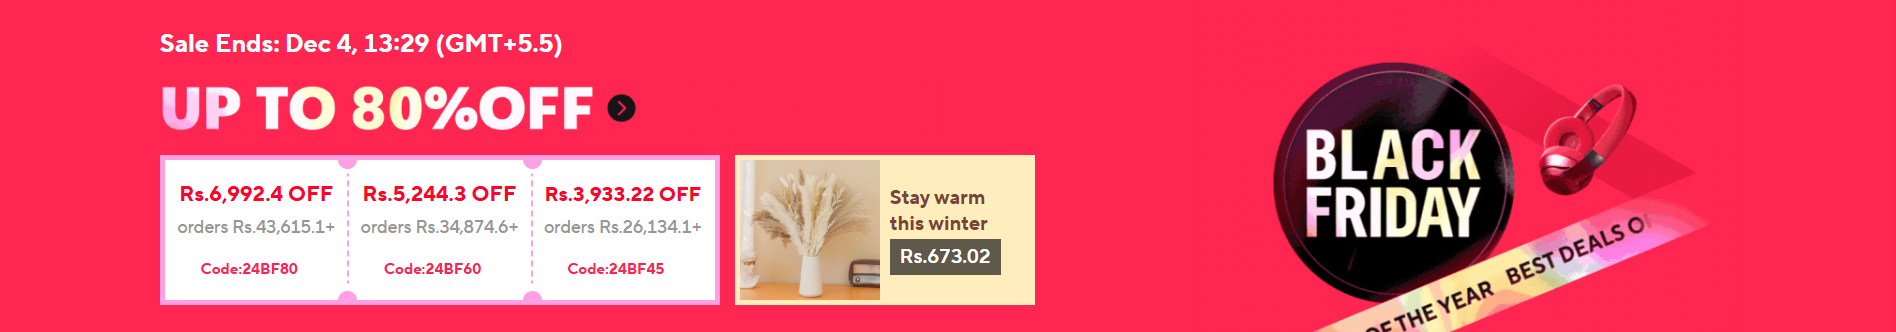 Sale Ends: Dec 4, 13:29 (GMT+5.5)
UP TO 80%OFF
Rs.6,992.4 OFF
orders Rs.43,615.1+
Code:24BF80
Rs.5,244.3 OFF
orders Rs.34,874.6+
Code:24BF60
Rs.3,933.22 OFF
orders Rs.26,134.1+
Code:24BF45
Stay warm
this winter
Rs.673.02
BLACK
FRIDAY
OF THE YEAR BEST DEALS